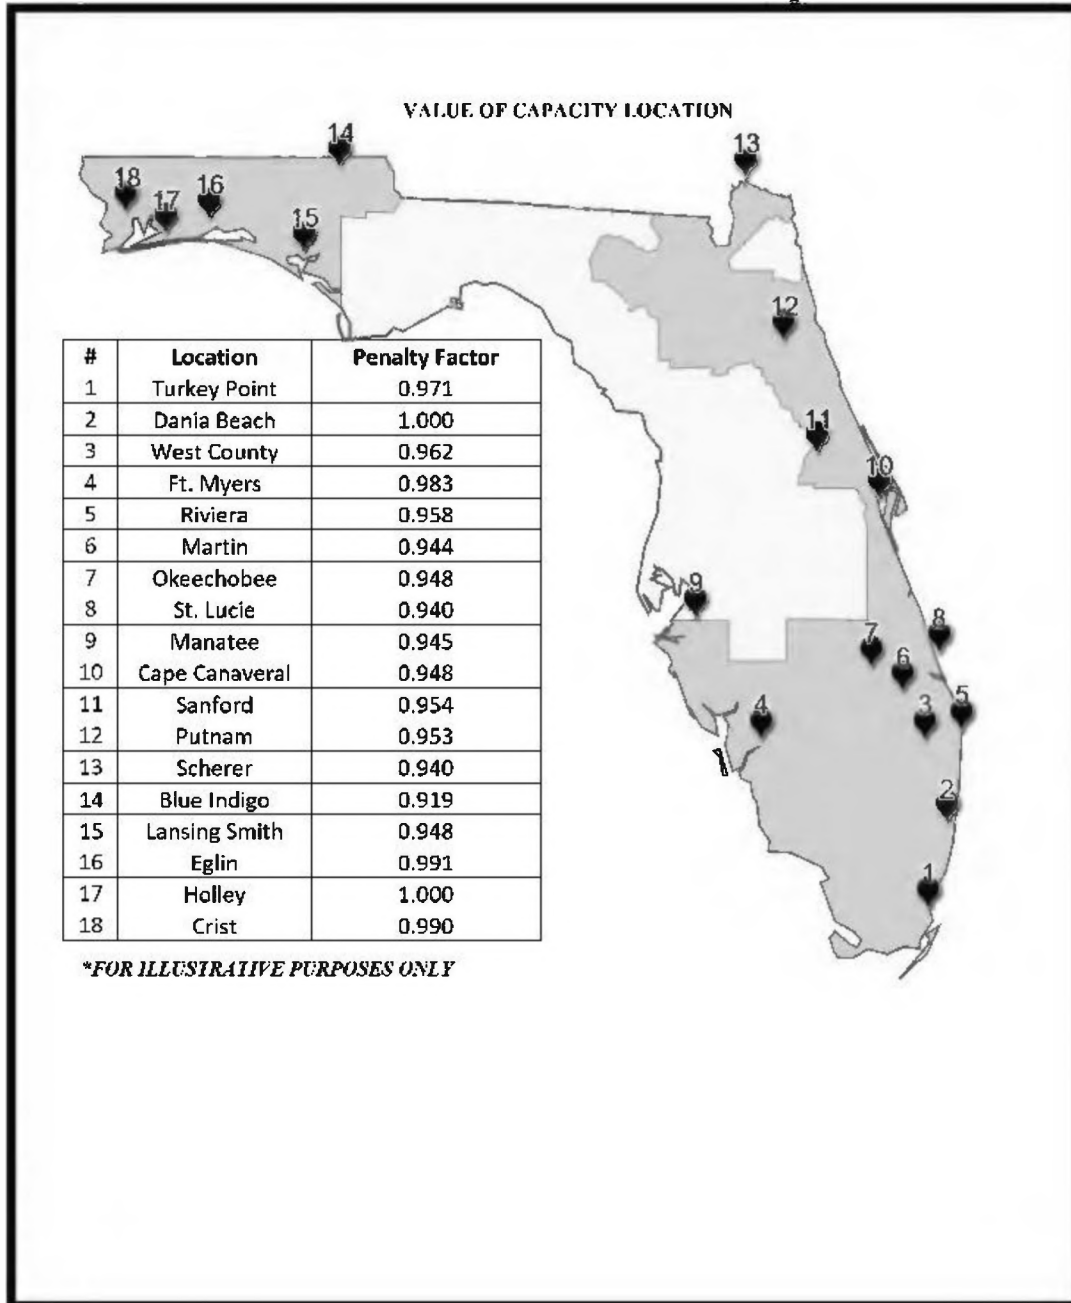 VALUE OF CAPACITY LOCATION
14
13
18
16
17
15
12
# Location Penalty Factor
1 Turkey Point 0.971
2 Dania Beach 1.000
3 West County 0.962
4 Ft. Myers 0.983
5 Riviera 0.958
6 Martin 0.944
7 Okeechobee 0.948
8 St. Lucie 0.940
9 Manatee 0.945
10 Cape Canaveral 0.948
11 Sanford 0.954
12 Putnam 0.953
13 Scherer 0.940
14 Blue Indigo 0.919
15 Lansing Smith 0.948
16 Eglin 0.991
17 Holley 1.000
18 Crist 0.990
11
10
9
8
7
6
5
4
3
2
1
*FOR ILLUSTRATIVE PURPOSES ONLY